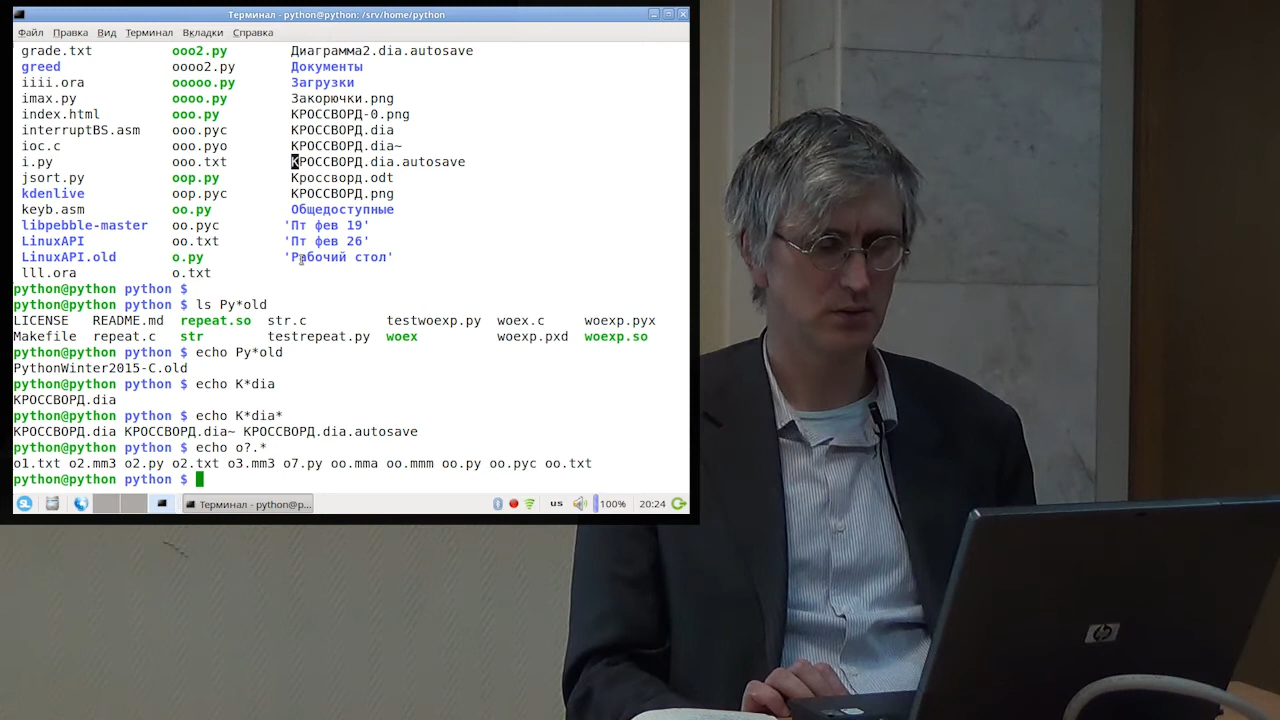 Терминал - python@python: /srv/home/python
Файл Правка Вид Терминал Вкладки Справка
grade.txt ooo2.py Диаграмма2.dia.autosave
greed oooo2.py Документы
iiii.ora ooooo.py Загрузки
imax.py oooo.py Закорючки.png
index.html ooo.py КРОССВОРД-0.png
interruptBS.asm ooo.pyc КРОССВОРД.dia
ioc.c ooo.pyo КРОССВОРД.dia~
i.py ooo.txt КРОССВОРД.dia.autosave
jsort.py oop.py Кроссворд.odt
kdenlive oop.pyc КРОССВОРД.png
keyb.asm oo.py Общедоступные
libpebble-master oo.pyc 'Пт фев 19'
LinuxAPI oo.txt 'Пт фев 26'
LinuxAPI.old o.py 'Рабочий стол'
lll.ora o.txt
python@python python $
python@python python $ ls Py*old
LICENSE README.md repeat.so str.c testwoexp.py woex.c woexp.pyx
Makefile repeat.c str testrepeat.py woex woexp.pxd woexp.so
python@python python $ echo Py*old
PythonWinter2015-C.old
python@python python $ echo К*dia
КРОССВОРД.dia
python@python python $ echo К*dia*
КРОССВОРД.dia КРОССВОРД.dia~ КРОССВОРД.dia.autosave
python@python python $ echo o?.*
o1.txt o2.mm3 o2.py o2.txt o3.mm3 o7.py oo.mma oo.mmm oo.py oo.pyc oo.txt
python@python python $
Терминал - python@p... us 100% 20:24
hp